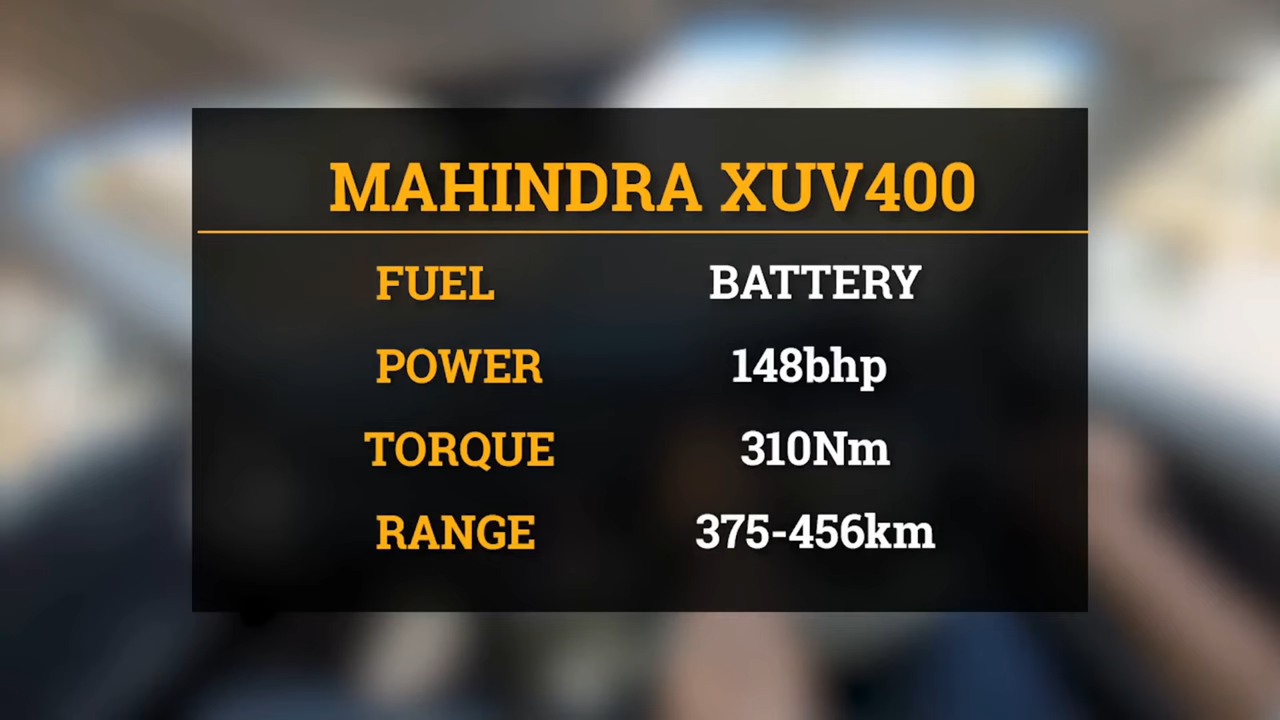 MAHINDRA XUV400
FUEL BATTERY
POWER 148bhp
TORQUE 310Nm
RANGE 375-456km